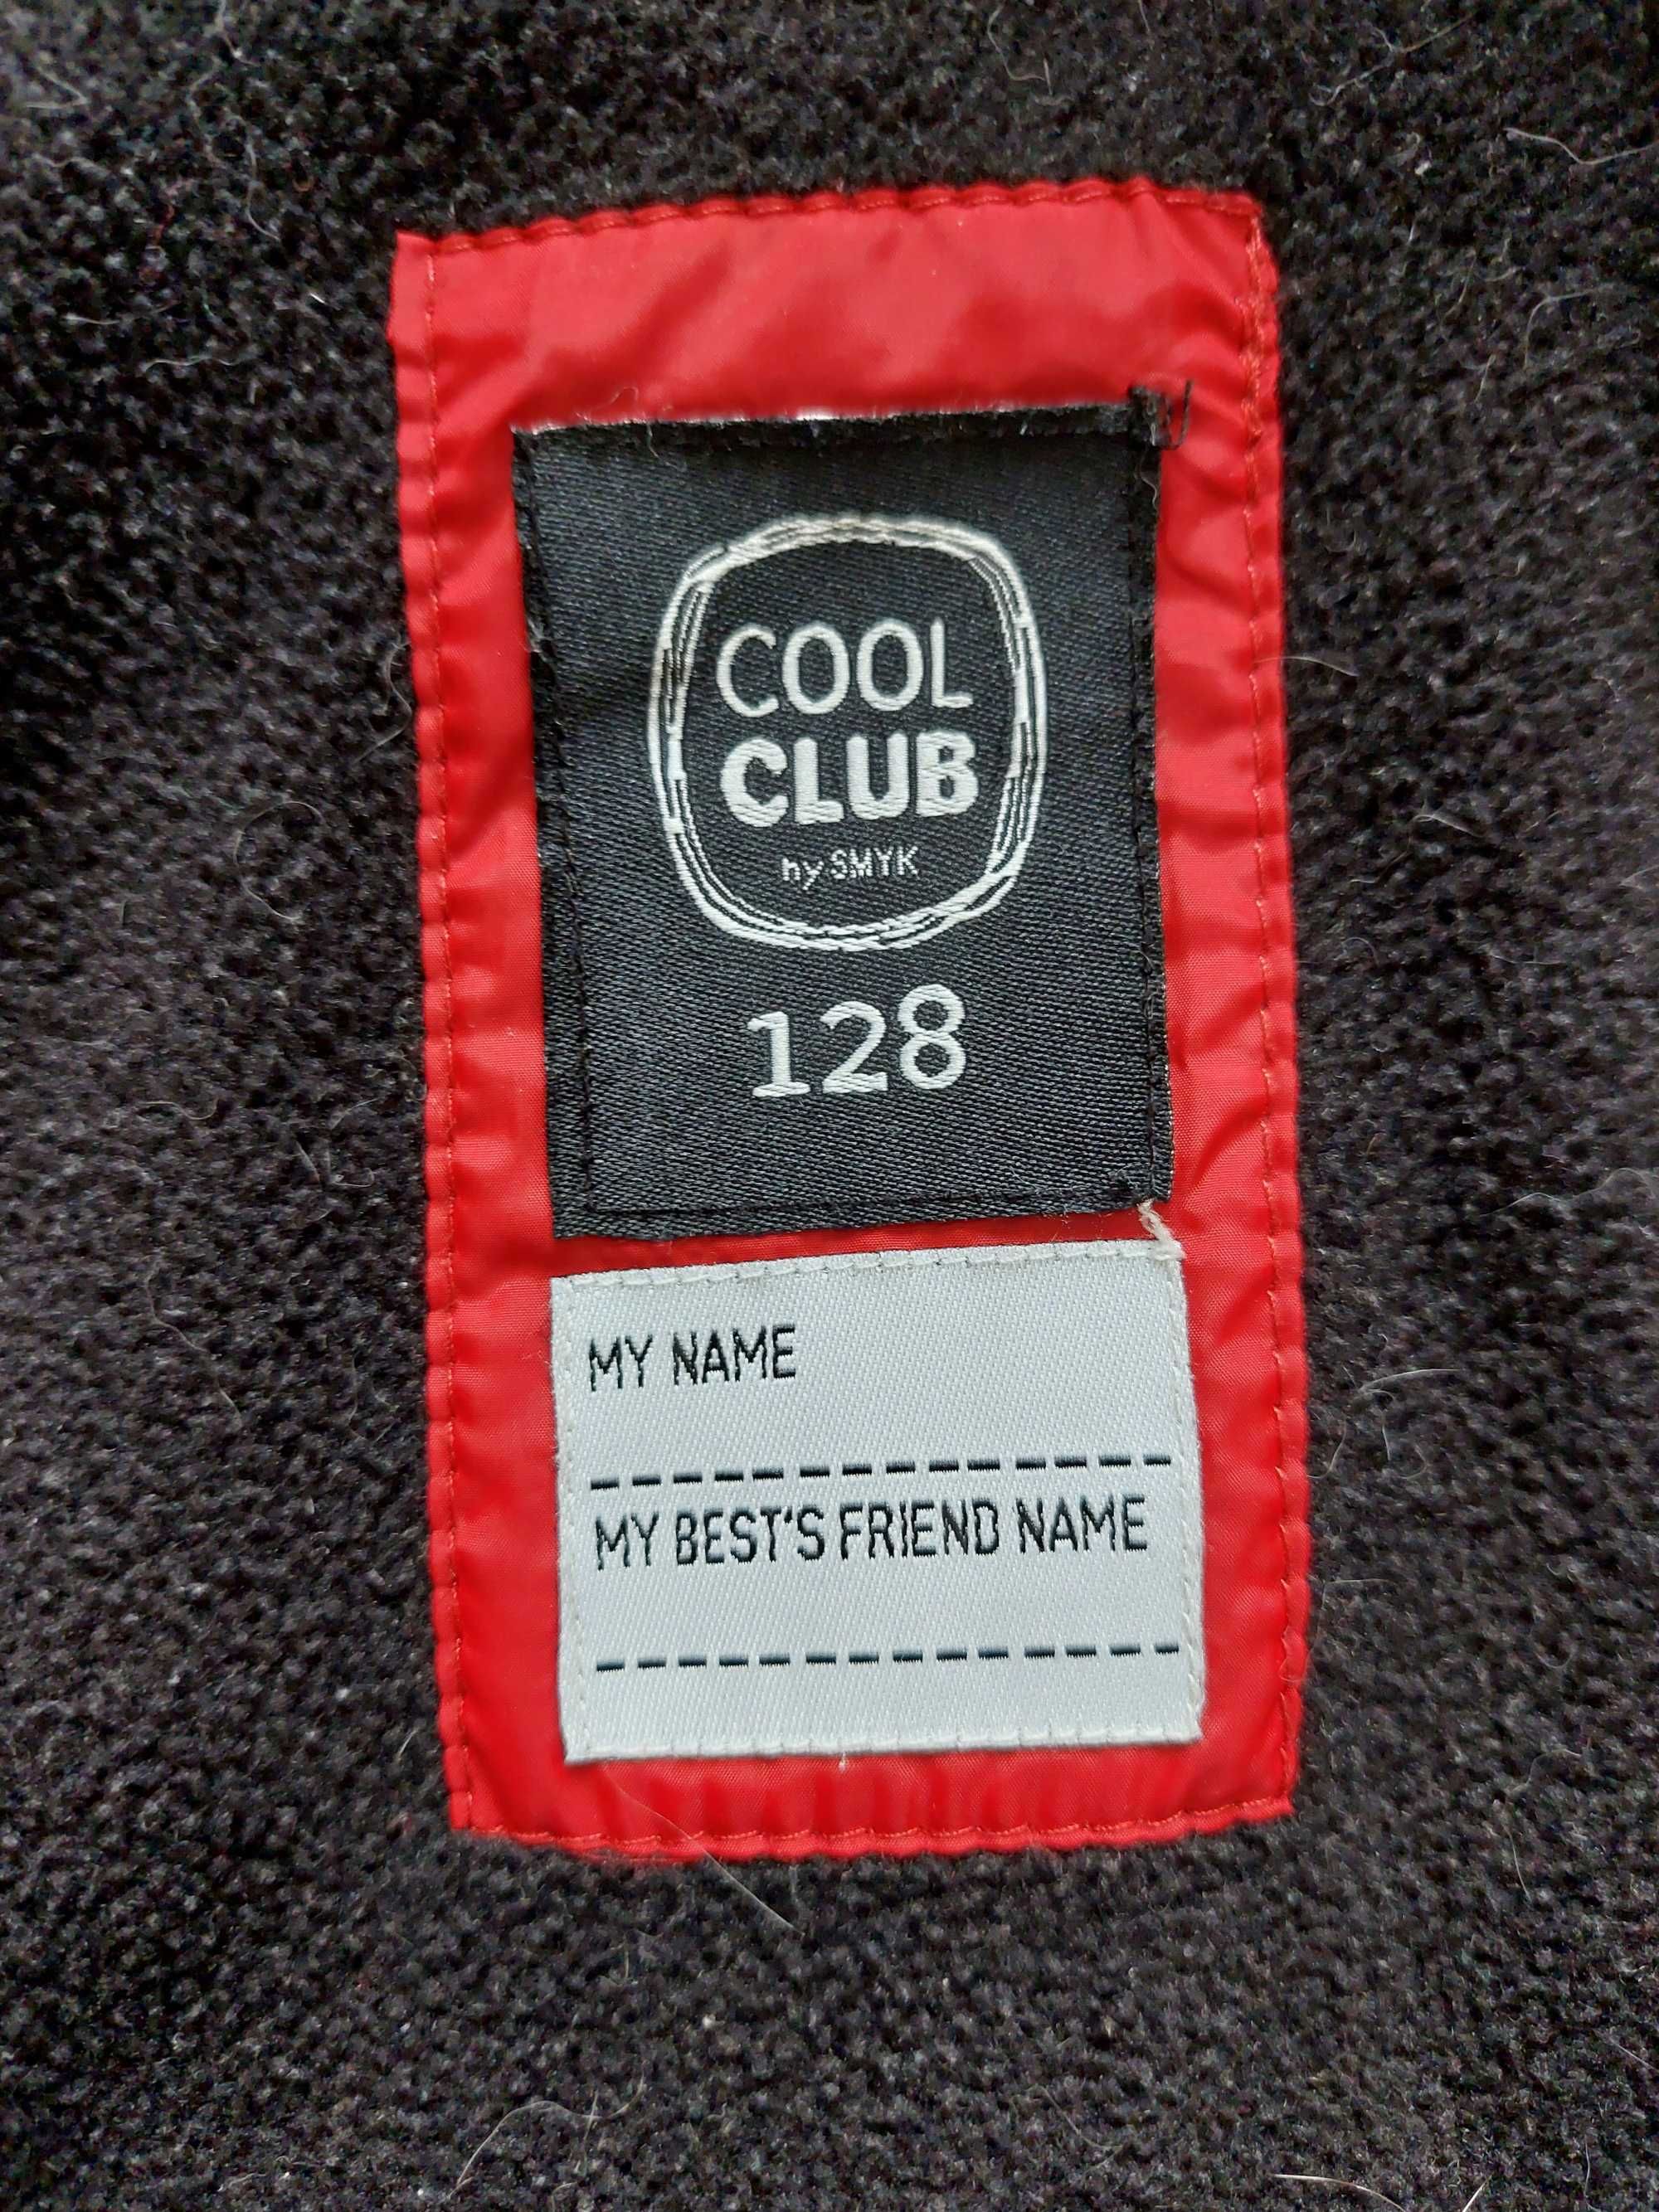 COOL
CLUB
by SMYK
128
MY NAME
MY BEST'S FRIEND NAME